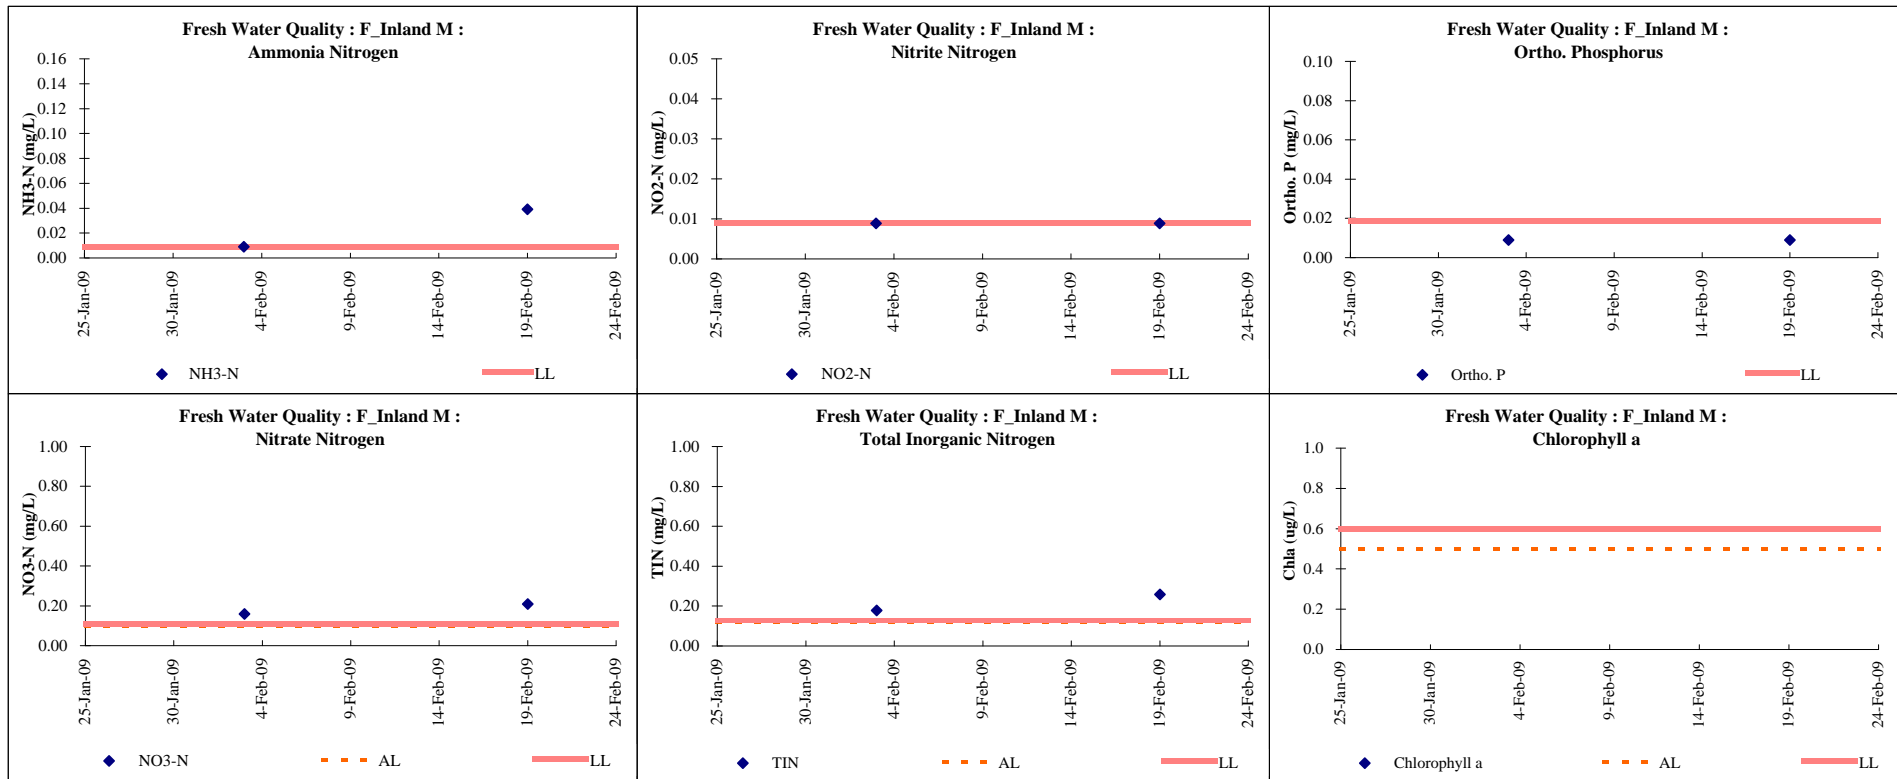 Fresh Water Quality : F_Inland M :
Ammonia Nitrogen
NH3-N (mg/L)
0.16
0.14
0.12
0.10
0.08
0.06
0.04
0.02
0.00
25-Jan-09
30-Jan-09
4-Feb-09
9-Feb-09
14-Feb-09
19-Feb-09
24-Feb-09
NH3-N
LL
Fresh Water Quality : F_Inland M :
Nitrite Nitrogen
NO2-N (mg/L)
0.05
0.04
0.03
0.02
0.01
0.00
25-Jan-09
30-Jan-09
4-Feb-09
9-Feb-09
14-Feb-09
19-Feb-09
24-Feb-09
NO2-N
LL
Fresh Water Quality : F_Inland M :
Ortho. Phosphorus
Ortho. P (mg/L)
0.10
0.08
0.06
0.04
0.02
0.00
25-Jan-09
30-Jan-09
4-Feb-09
9-Feb-09
14-Feb-09
19-Feb-09
24-Feb-09
Ortho. P
LL
Fresh Water Quality : F_Inland M :
Nitrate Nitrogen
NO3-N (mg/L)
1.00
0.80
0.60
0.40
0.20
0.00
25-Jan-09
30-Jan-09
4-Feb-09
9-Feb-09
14-Feb-09
19-Feb-09
24-Feb-09
NO3-N
AL
LL
Fresh Water Quality : F_Inland M :
Total Inorganic Nitrogen
TIN (mg/L)
1.00
0.80
0.60
0.40
0.20
0.00
25-Jan-09
30-Jan-09
4-Feb-09
9-Feb-09
14-Feb-09
19-Feb-09
24-Feb-09
TIN
AL
LL
Fresh Water Quality : F_Inland M :
Chlorophyll a
Chla (ug/L)
1.0
0.8
0.6
0.4
0.2
0.0
25-Jan-09
30-Jan-09
4-Feb-09
9-Feb-09
14-Feb-09
19-Feb-09
24-Feb-09
Chlorophyll a
AL
LL